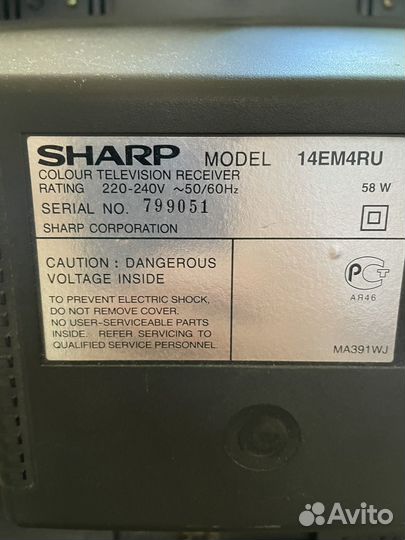 SHARP MODEL 14EM4RU
COLOUR TELEVISION RECEIVER
RATING 220-240V ~50/60Hz 58 W
SERIAL NO. 799051
SHARP CORPORATION
CAUTION : DANGEROUS
VOLTAGE INSIDE
TO PREVENT ELECTRIC SHOCK,
DO NOT REMOVE COVER.
NO USER-SERVICEABLE PARTS
INSIDE. REFER SERVICING TO
QUALIFIED SERVICE PERSONNEL.
РСТ
АЯ46
MA391WJ
Avito